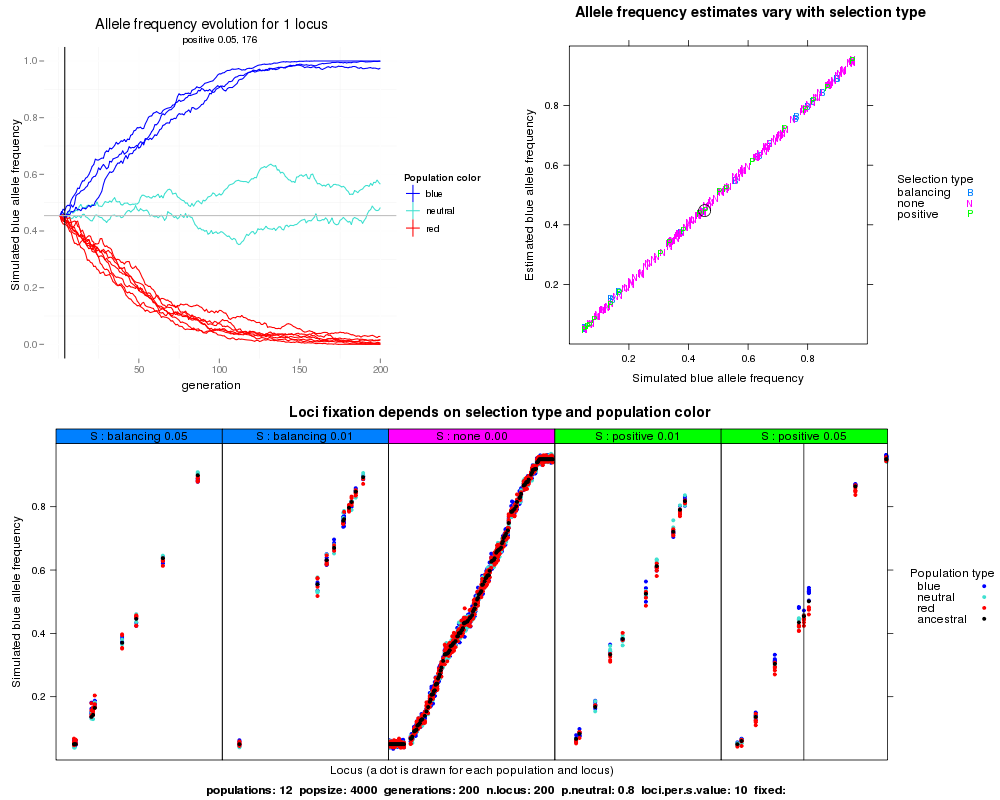 Allele frequency evolution for 1 locus
positive 0.05, 176
Simulated blue allele frequency
1.0
0.8
0.6
0.4
0.2
0.0
50
100
150
200
generation
Population color
blue
neutral
red
Allele frequency estimates vary with selection type
Estimated blue allele frequency
0.8
0.6
0.4
0.2
0.2
0.4
0.6
0.8
Simulated blue allele frequency
Selection type
balancing B
none N
positive P
Loci fixation depends on selection type and population color
S : balancing 0.05
S : balancing 0.01
S : none 0.00
S : positive 0.01
S : positive 0.05
Simulated blue allele frequency
0.8
0.6
0.4
0.2
Locus (a dot is drawn for each population and locus)
Population type
blue
neutral
red
ancestral
populations: 12 popsize: 4000 generations: 200 n.locus: 200 p.neutral: 0.8 loci.per.s.value: 10 fixed: